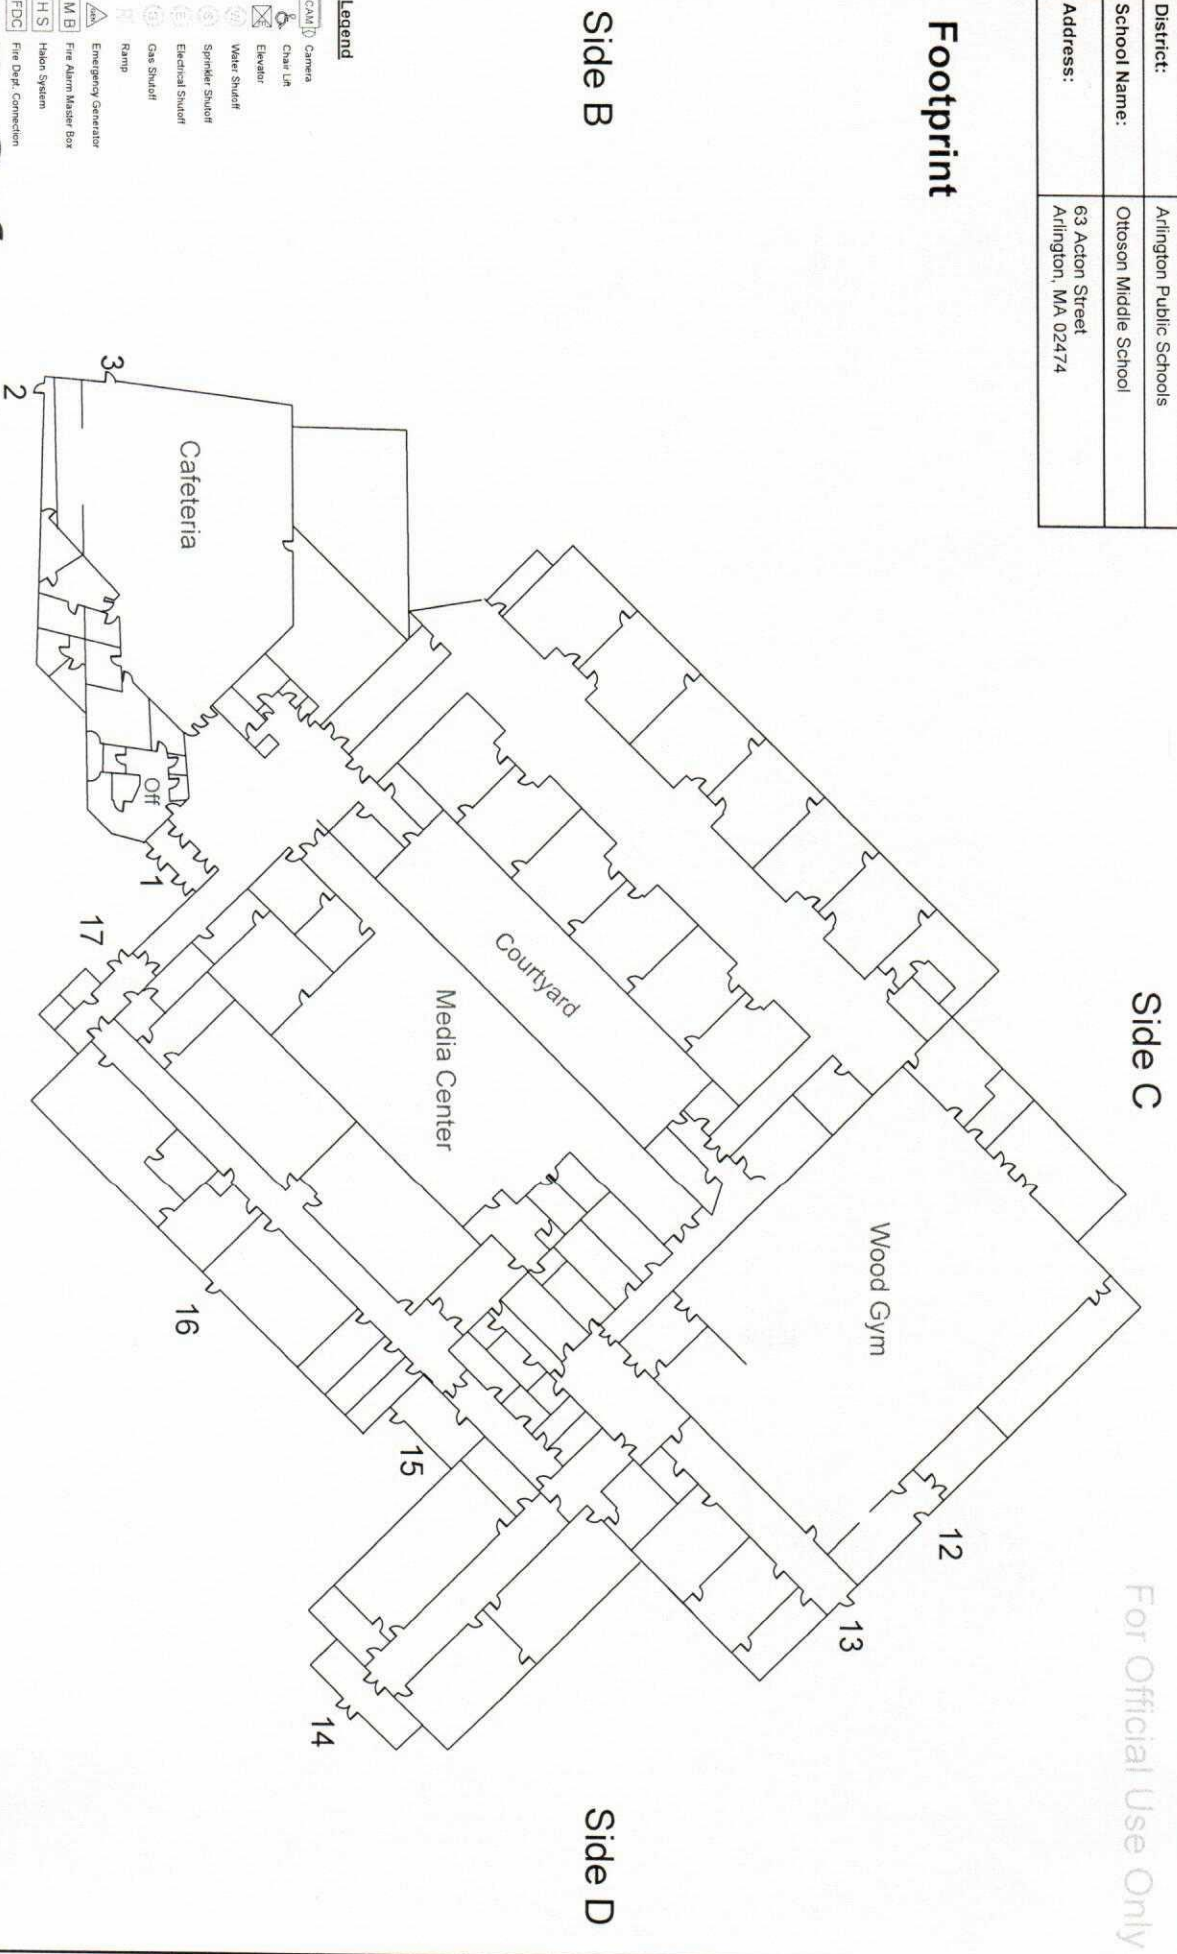 District: Arlington Public Schools
School Name: Ottoson Middle School
Address: 63 Acton Street
Arlington, MA 02474
For Official Use Only
Footprint
Side C
Side B
Side D
Wood Gym
Courtyard
Media Center
Cafeteria
Off
1
2
3
12
13
14
15
16
17
Legend
CAM Camera
Chair Lift
Elevator
W Water Shutoff
S Sprinkler Shutoff
E Electrical Shutoff
G Gas Shutoff
R Ramp
Emergency Generator
M B Fire Alarm Master Box
H S Halon System
FDC Fire Dept. Connection